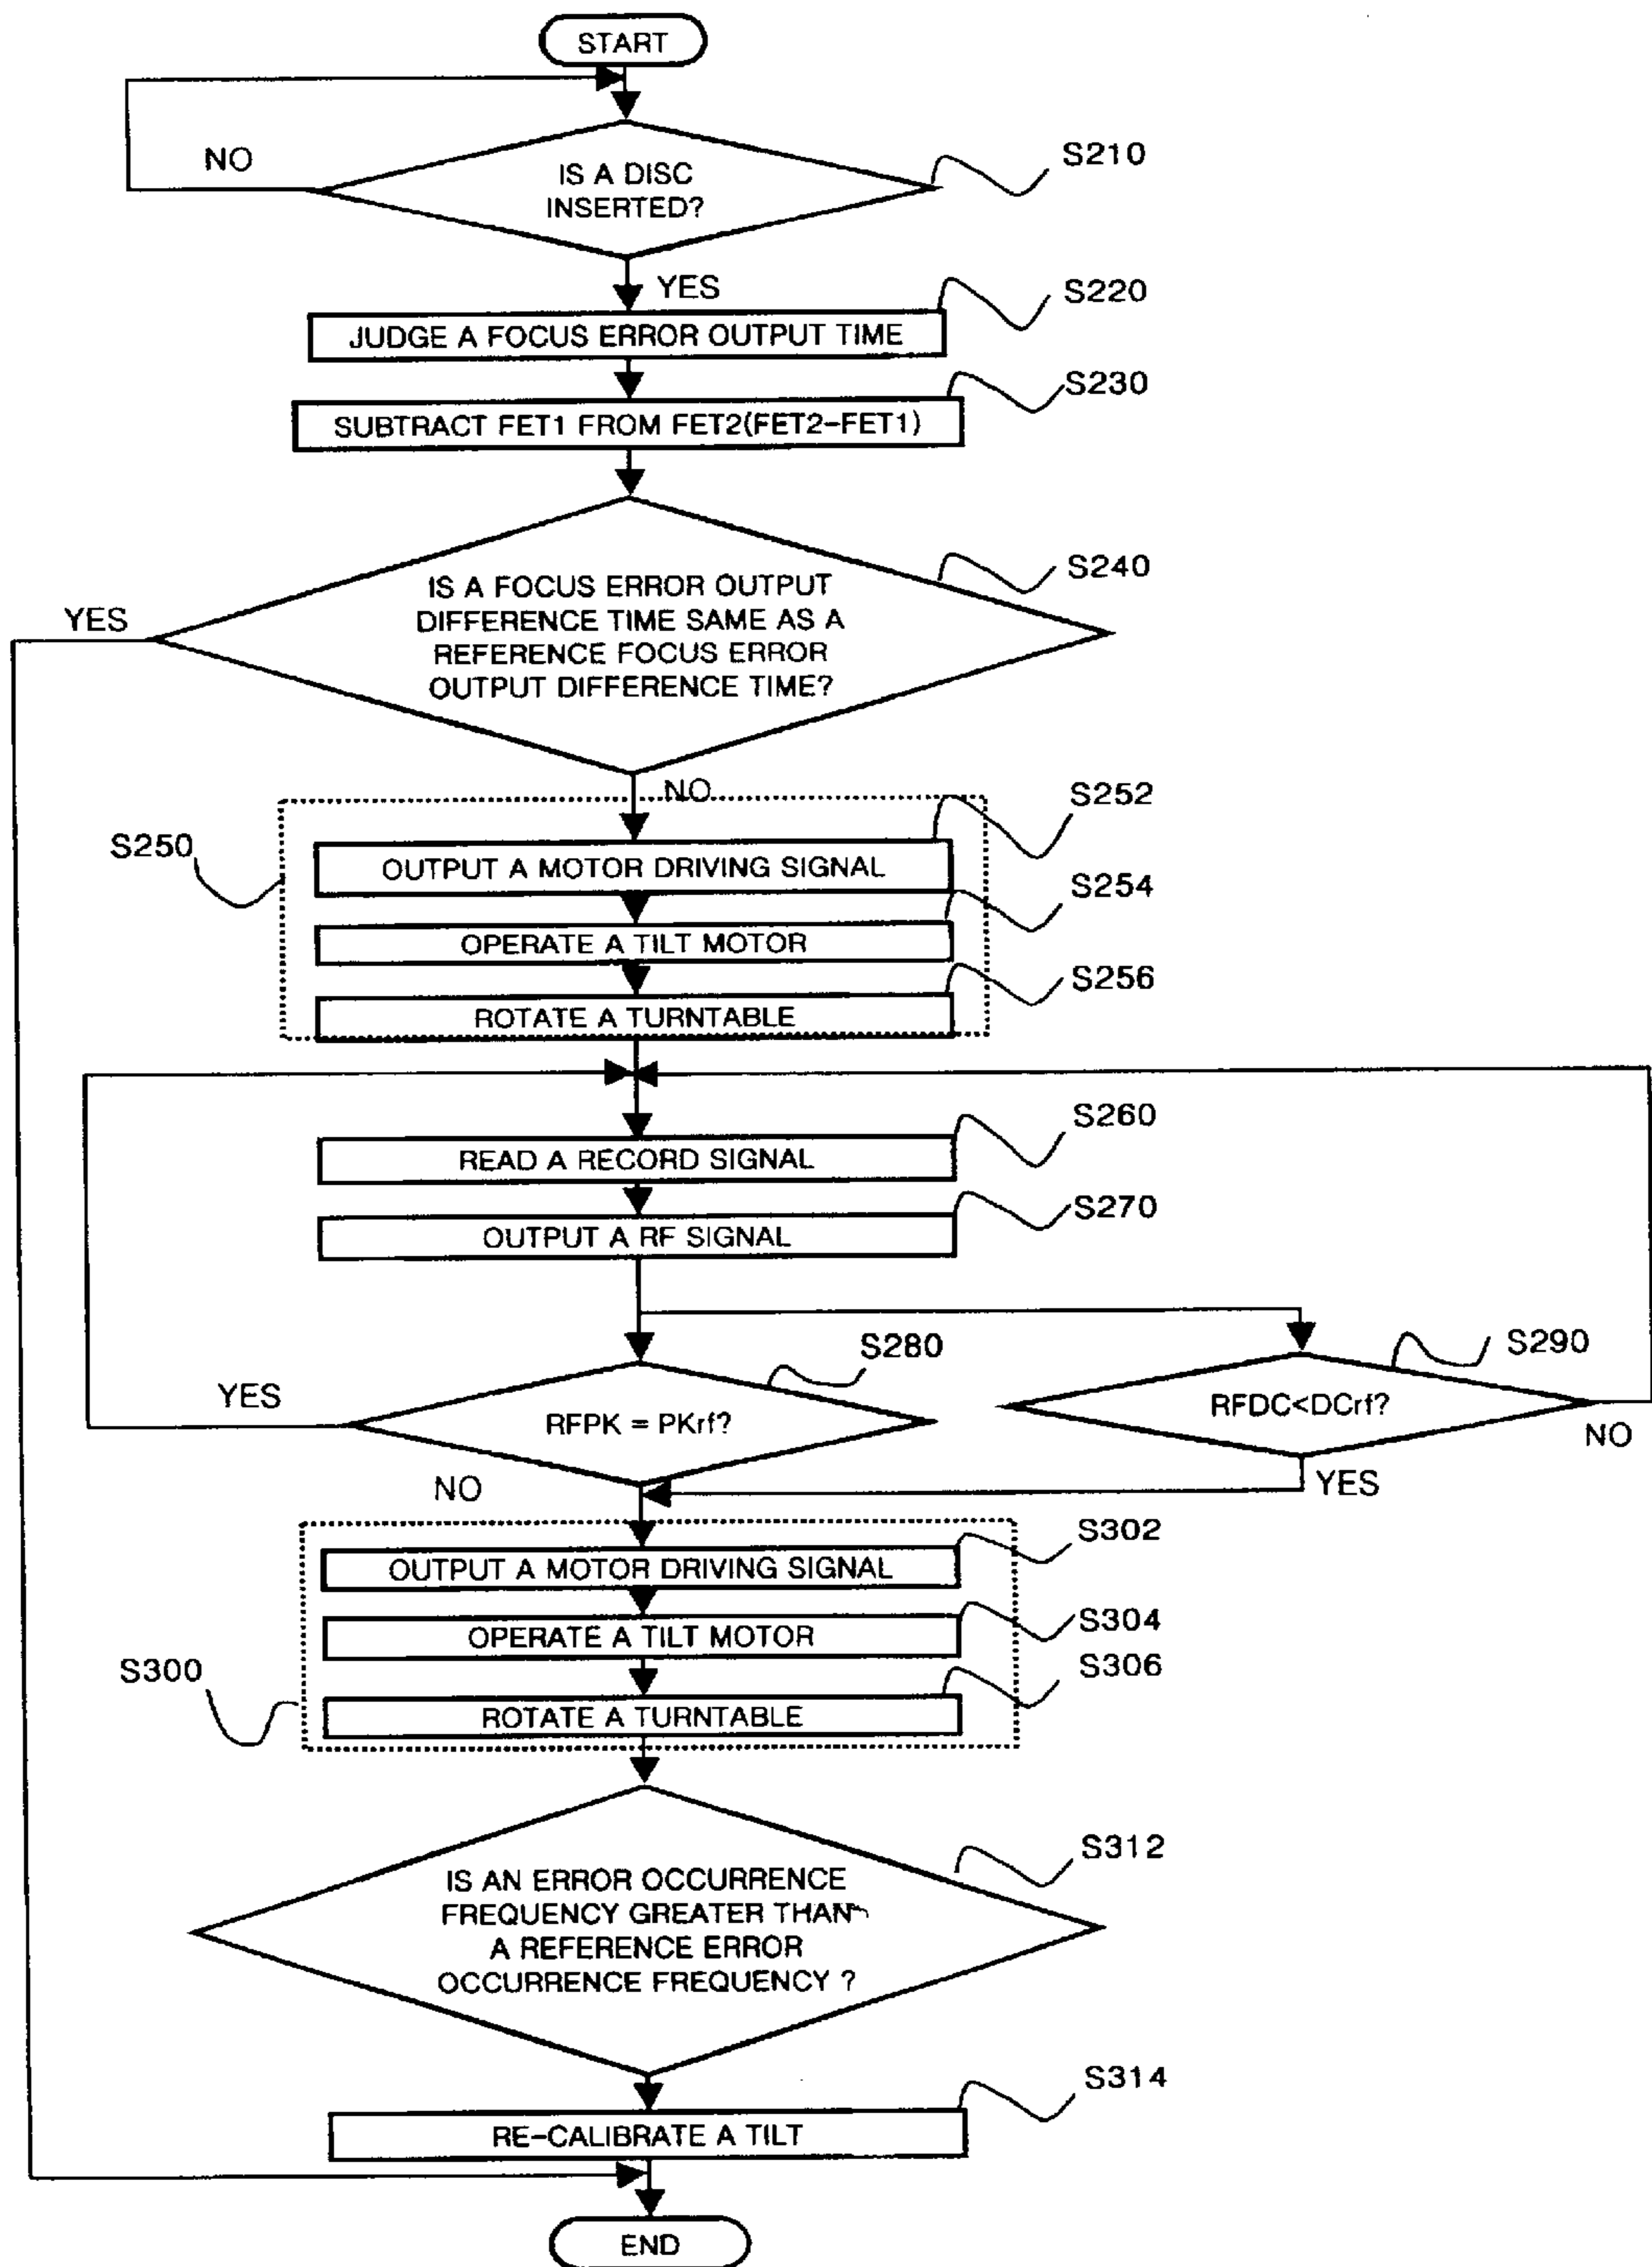 START
NO
S210
IS A DISC
INSERTED?
YES
S220
JUDGE A FOCUS ERROR OUTPUT TIME
S230
SUBTRACT FET1 FROM FET2(FET2-FET1)
S240
YES
IS A FOCUS ERROR OUTPUT
DIFFERENCE TIME SAME AS A
REFERENCE FOCUS ERROR
OUTPUT DIFFERENCE TIME?
NO
S252
S250
OUTPUT A MOTOR DRIVING SIGNAL
S254
OPERATE A TILT MOTOR
S256
ROTATE A TURNTABLE
S260
READ A RECORD SIGNAL
S270
OUTPUT A RF SIGNAL
S280
S290
YES
RFPK = PKrf?
RFDC<DCrf?
NO
NO
YES
S302
OUTPUT A MOTOR DRIVING SIGNAL
S304
OPERATE A TILT MOTOR
S306
S300
ROTATE A TURNTABLE
S312
IS AN ERROR OCCURRENCE
FREQUENCY GREATER THAN
A REFERENCE ERROR
OCCURRENCE FREQUENCY ?
S314
RE-CALIBRATE A TILT
END